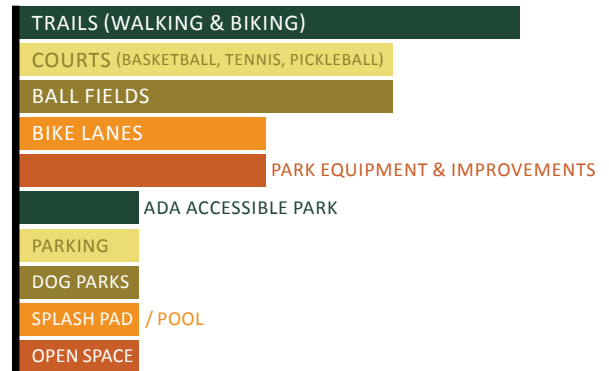 TRAILS (WALKING & BIKING)
COURTS (BASKETBALL, TENNIS, PICKLEBALL)
BALL FIELDS
BIKE LANES
PARK EQUIPMENT & IMPROVEMENTS
ADA ACCESSIBLE PARK
PARKING
DOG PARKS
SPLASH PAD / POOL
OPEN SPACE